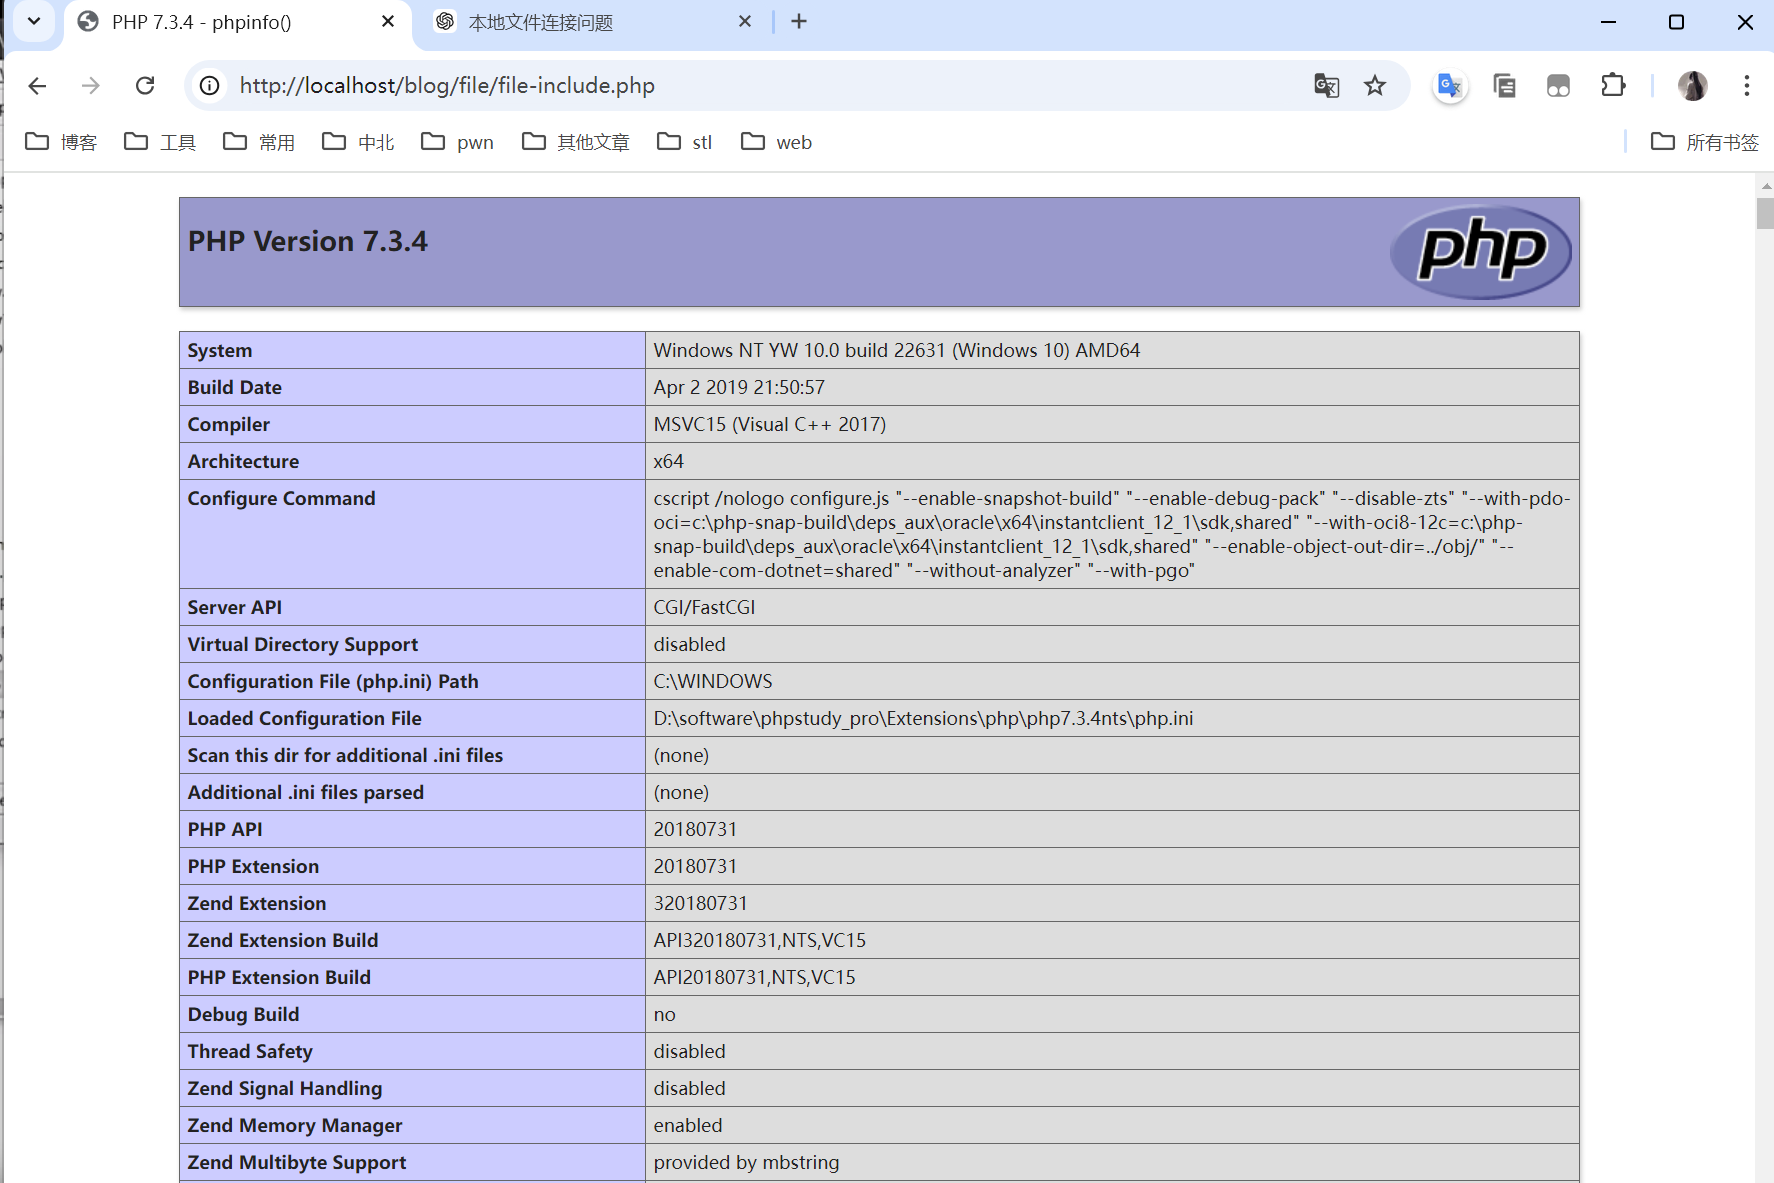 PHP 7.3.4 - phpinfo()
本地文件连接问题
http://localhost/blog/file/file-include.php
博客
工具
常用
中北
pwn
其他文章
stl
web
所有书签
PHP Version 7.3.4
php
System Windows NT YW 10.0 build 22631 (Windows 10) AMD64
Build Date Apr 2 2019 21:50:57
Compiler MSVC15 (Visual C++ 2017)
Architecture x64
Configure Command cscript /nologo configure.js "--enable-snapshot-build" "--enable-debug-pack" "--disable-zts" "--with-pdo-
oci=c:\php-snap-build\deps_aux\oracle\x64\instantclient_12_1\sdk,shared" "--with-oci8-12c=c:\php-
snap-build\deps_aux\oracle\x64\instantclient_12_1\sdk,shared" "--enable-object-out-dir=../obj/" "--
enable-com-dotnet=shared" "--without-analyzer" "--with-pgo"
Server API CGI/FastCGI
Virtual Directory Support disabled
Configuration File (php.ini) Path C:\WINDOWS
Loaded Configuration File D:\software\phpstudy_pro\Extensions\php\php7.3.4nts\php.ini
Scan this dir for additional .ini files (none)
Additional .ini files parsed (none)
PHP API 20180731
PHP Extension 20180731
Zend Extension 320180731
Zend Extension Build API320180731,NTS,VC15
PHP Extension Build API20180731,NTS,VC15
Debug Build no
Thread Safety disabled
Zend Signal Handling disabled
Zend Memory Manager enabled
Zend Multibyte Support provided by mbstring